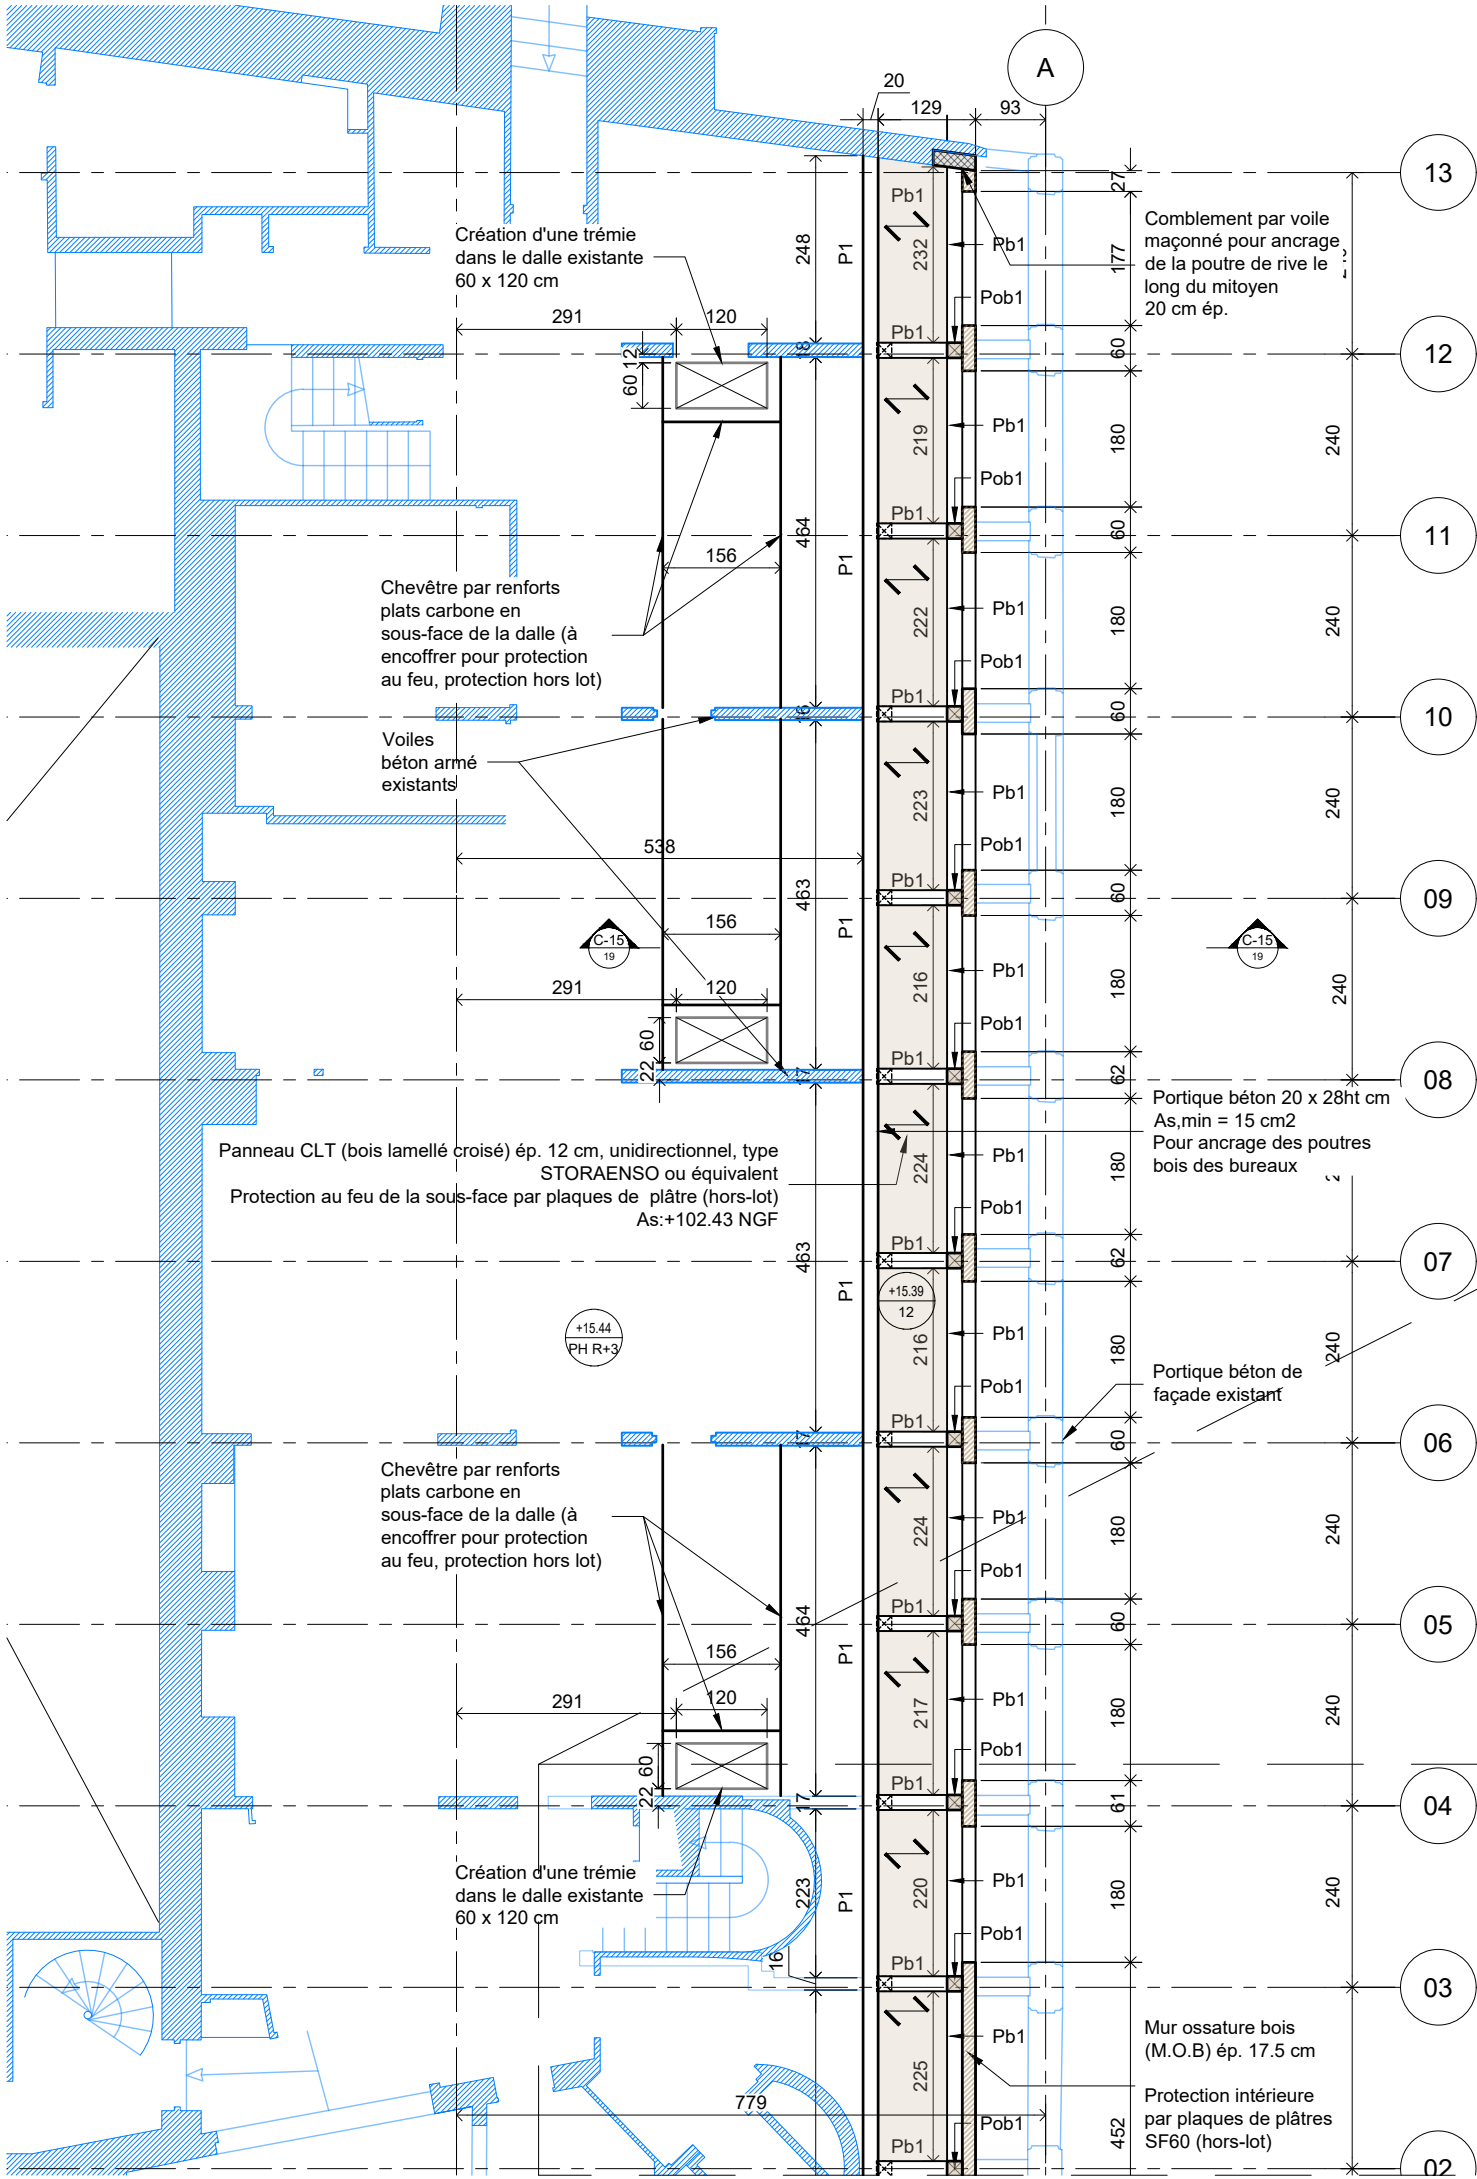 A
20
129
93
13
27
Pb1
Création d'une trémie
dans le dalle existante
60 x 120 cm
248
P1
232
Pb1
177
Comblement par voile
maçonné pour ancrage
de la poutre de rive le
long du mitoyen
20 cm ép.
291
120
Pob1
Pb1
12
60
18
60
12
219
Pb1
180
240
Pob1
Pb1
464
60
11
156
P1
Chevêtre par renforts
plats carbone en
sous-face de la dalle (à
encoffrer pour protection
au feu, protection hors lot)
222
Pb1
180
240
Pob1
Pb1
16
60
10
Voiles
béton armé
existants
223
Pb1
180
240
538
Pob1
Pb1
463
60
09
156
P1
C-15
19
C-15
19
216
Pb1
180
240
291
120
60
22
Pob1
Pb1
17
62
08
Portique béton 20 x 28ht cm
As,min = 15 cm2
Pour ancrage des poutres
bois des bureaux
Panneau CLT (bois lamellé croisé) ép. 12 cm, unidirectionnel, type
STORAENSO ou équivalent
Protection au feu de la sous-face par plaques de plâtre (hors-lot)
As:+102.43 NGF
224
Pb1
180
Pob1
Pb1
463
62
07
P1
+15.39
12
+15.44
PH R+3
216
Pb1
180
240
Portique béton de
façade existant
Pob1
Pb1
17
60
06
Chevêtre par renforts
plats carbone en
sous-face de la dalle (à
encoffrer pour protection
au feu, protection hors lot)
224
Pb1
180
240
Pob1
Pb1
464
60
05
156
P1
291
120
217
Pb1
180
240
60
22
Pob1
Pb1
17
61
04
Création d'une trémie
dans le dalle existante
60 x 120 cm
223
P1
220
Pb1
180
240
Pob1
Pb1
16
03
Mur ossature bois
(M.O.B) ép. 17.5 cm
Pb1
225
Protection intérieure
par plaques de plâtres
SF60 (hors-lot)
779
452
Pob1
Pb1
02